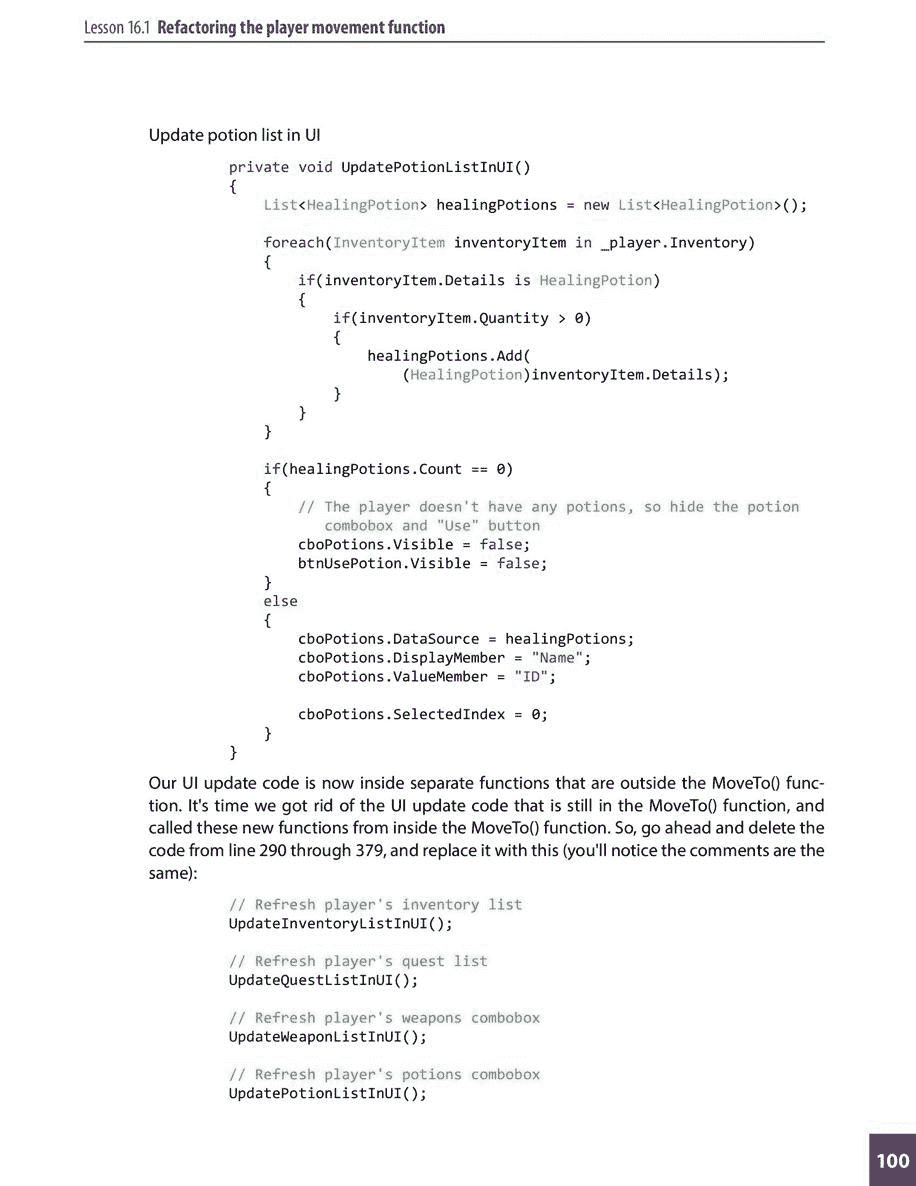 Lesson 16.1 Refactoring the player movement function
Update potion list in UI
private void UpdatePotionListInUI()
{
    List<HealingPotion> healingPotions = new List<HealingPotion>();

    foreach(InventoryItem inventoryItem in _player.Inventory)
    {
        if(inventoryItem.Details is HealingPotion)
        {
            if(inventoryItem.Quantity > 0)
            {
                healingPotions.Add(
                    (HealingPotion)inventoryItem.Details);
            }
        }
    }

    if(healingPotions.Count == 0)
    {
        // The player doesn't have any potions, so hide the potion
           combobox and "Use" button
        cboPotions.Visible = false;
        btnUsePotion.Visible = false;
    }
    else
    {
        cboPotions.DataSource = healingPotions;
        cboPotions.DisplayMember = "Name";
        cboPotions.ValueMember = "ID";

        cboPotions.SelectedIndex = 0;
    }
}
Our UI update code is now inside separate functions that are outside the MoveTo() func-
tion. It's time we got rid of the UI update code that is still in the MoveTo() function, and
called these new functions from inside the MoveTo() function. So, go ahead and delete the
code from line 290 through 379, and replace it with this (you'll notice the comments are the
same):
// Refresh player's inventory list
UpdateInventoryListInUI();

// Refresh player's quest list
UpdateQuestListInUI();

// Refresh player's weapons combobox
UpdateWeaponListInUI();

// Refresh player's potions combobox
UpdatePotionListInUI();
100